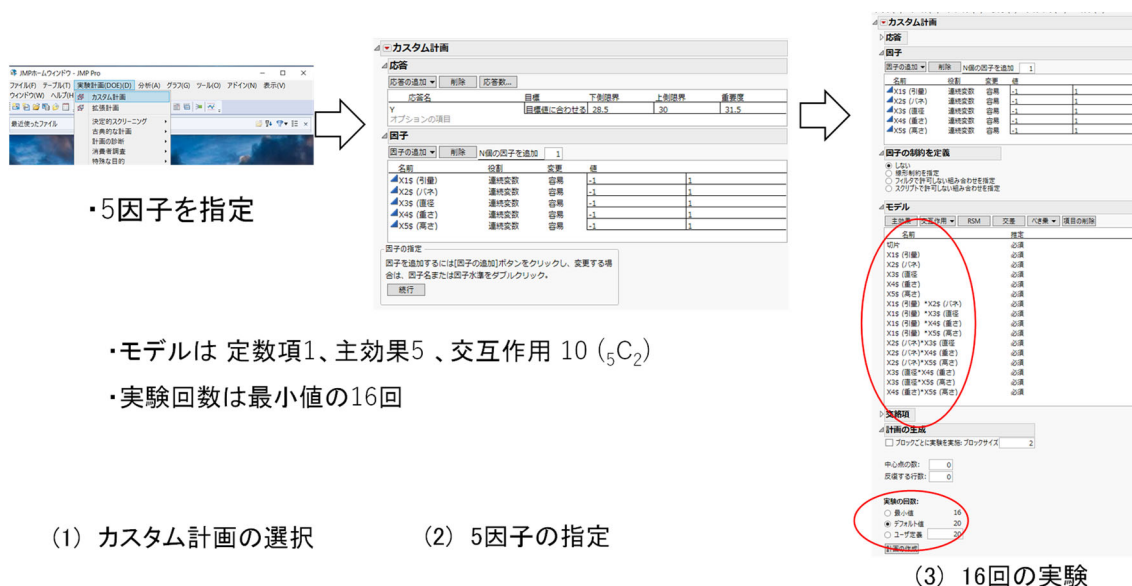 JMPホームウィンドウ - JMP Pro
ファイル(F) テーブル(T) 実験計画(DOE)(D) 分析(A) グラフ(G) ツール(O) アドイン(N) 表示(V)
ウィンドウ(W) ヘルプ(H)
カスタム計画
拡張計画
最近使ったファイル
決定的スクリーニング
古典的な計画
計画の診断
消費者調査
特殊な目的
・5因子を指定
カスタム計画
応答
応答の追加 削除 応答数...
応答名 目標 下側限界 上側限界 重要度
Y 目標値に合わせる 28.5 30 31.5
オプションの項目
因子
因子の追加 削除 N個の因子を追加 1
名前 役割 変更 値
X1$ (引量) 連続変数 容易 -1 1
X2$ (バネ) 連続変数 容易 -1 1
X3$ (直径 連続変数 容易 -1 1
X4$ (重さ) 連続変数 容易 -1 1
X5$ (高さ) 連続変数 容易 -1 1
因子の指定
因子を追加するには[因子の追加]ボタンをクリックし、変更する場
合は、因子名または因子水準をダブルクリック。
続行
・モデルは 定数項1、主効果5 、交互作用 10 (₅C₂)
・実験回数は最小値の16回
カスタム計画
応答
因子
因子の追加 削除 N個の因子を追加 1
名前 役割 変更 値
X1$ (引量) 連続変数 容易 -1 1
X2$ (バネ) 連続変数 容易 -1 1
X3$ (直径 連続変数 容易 -1 1
X4$ (重さ) 連続変数 容易 -1 1
X5$ (高さ) 連続変数 容易 -1 1
因子の制約を定義
しない
線形制約を指定
フィルタで許可しない組み合わせを指定
スクリプトで許可しない組み合わせを指定
モデル
主効果 交互作用 RSM 交差 べき乗 項目の削除
名前 推定
切片 必須
X1$ (引量) 必須
X2$ (バネ) 必須
X3$ (直径 必須
X4$ (重さ) 必須
X5$ (高さ) 必須
X1$ (引量)*X2$ (バネ) 必須
X1$ (引量)*X3$ (直径 必須
X1$ (引量)*X4$ (重さ) 必須
X1$ (引量)*X5$ (高さ) 必須
X2$ (バネ)*X3$ (直径 必須
X2$ (バネ)*X4$ (重さ) 必須
X2$ (バネ)*X5$ (高さ) 必須
X3$ (直径*X4$ (重さ) 必須
X3$ (直径*X5$ (高さ) 必須
X4$ (重さ)*X5$ (高さ) 必須
交絡項
計画の生成
ブロックごとに実験を実施: ブロックサイズ 2
中心点の数: 0
反復する行数: 0
実験の回数:
最小値 16
デフォルト値 20
ユーザ定義 20
計画の作成
(1) カスタム計画の選択
(2) 5因子の指定
(3) 16回の実験